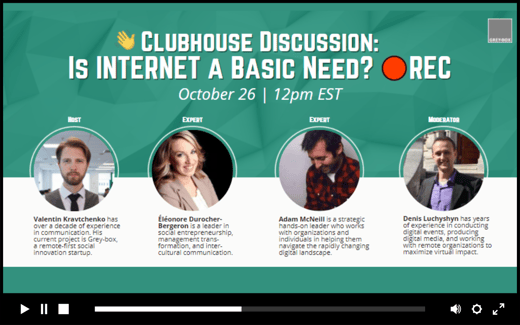 GREY-BOX
👋 Clubhouse Discussion:
Is INTERNET a Basic Need? 🔴REC
October 26 | 12pm EST
Host
Expert
Expert
Moderator
Valentin Kravtchenko has
over a decade of experience
in communication. His
current project is Grey-box,
a remote-first social
innovation startup.
Éléonore Durocher-
Bergeron is a leader in
social entrepreneurship,
management trans-
formation, and inter-
cultural communication.
Adam McNeill is a strategic
hands-on leader who works
with organizations and
individuals in helping them
navigate the rapidly changing
digital landscape.
Denis Luchyshyn has years
of experience in conducting
digital events, producing
digital media, and working
with remote organizations to
maximize virtual impact.